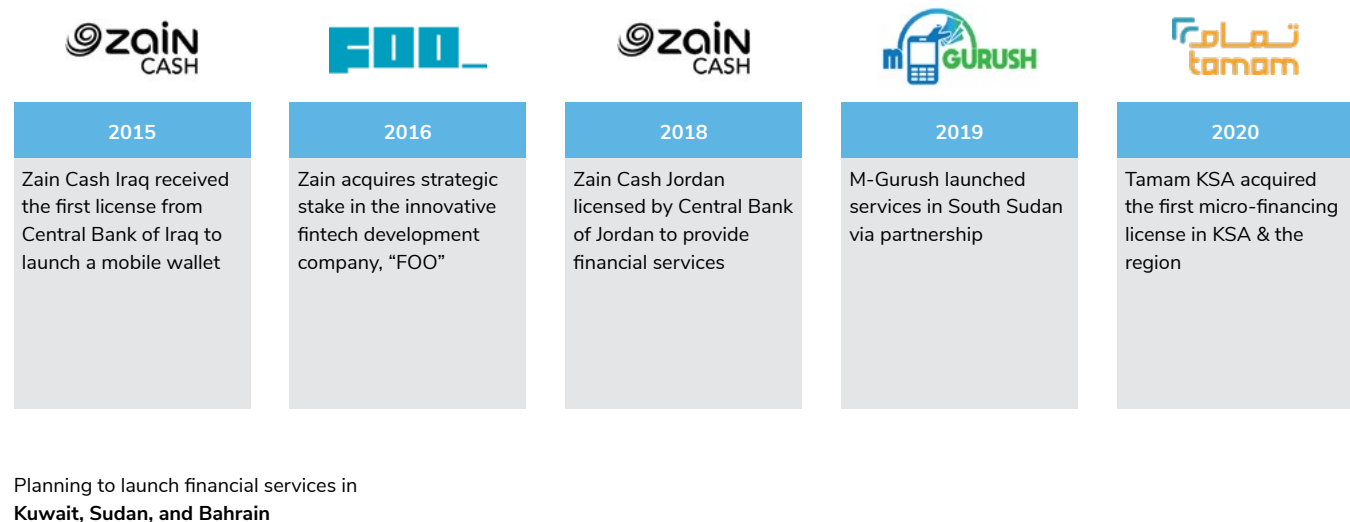 zain
CASH
FOO_
zain
CASH
m GURUSH
تمام
tamam
2015
Zain Cash Iraq received
the first license from
Central Bank of Iraq to
launch a mobile wallet
2016
Zain acquires strategic
stake in the innovative
fintech development
company, “FOO”
2018
Zain Cash Jordan
licensed by Central Bank
of Jordan to provide
financial services
2019
M-Gurush launched
services in South Sudan
via partnership
2020
Tamam KSA acquired
the first micro-financing
license in KSA & the
region
Planning to launch financial services in
Kuwait, Sudan, and Bahrain